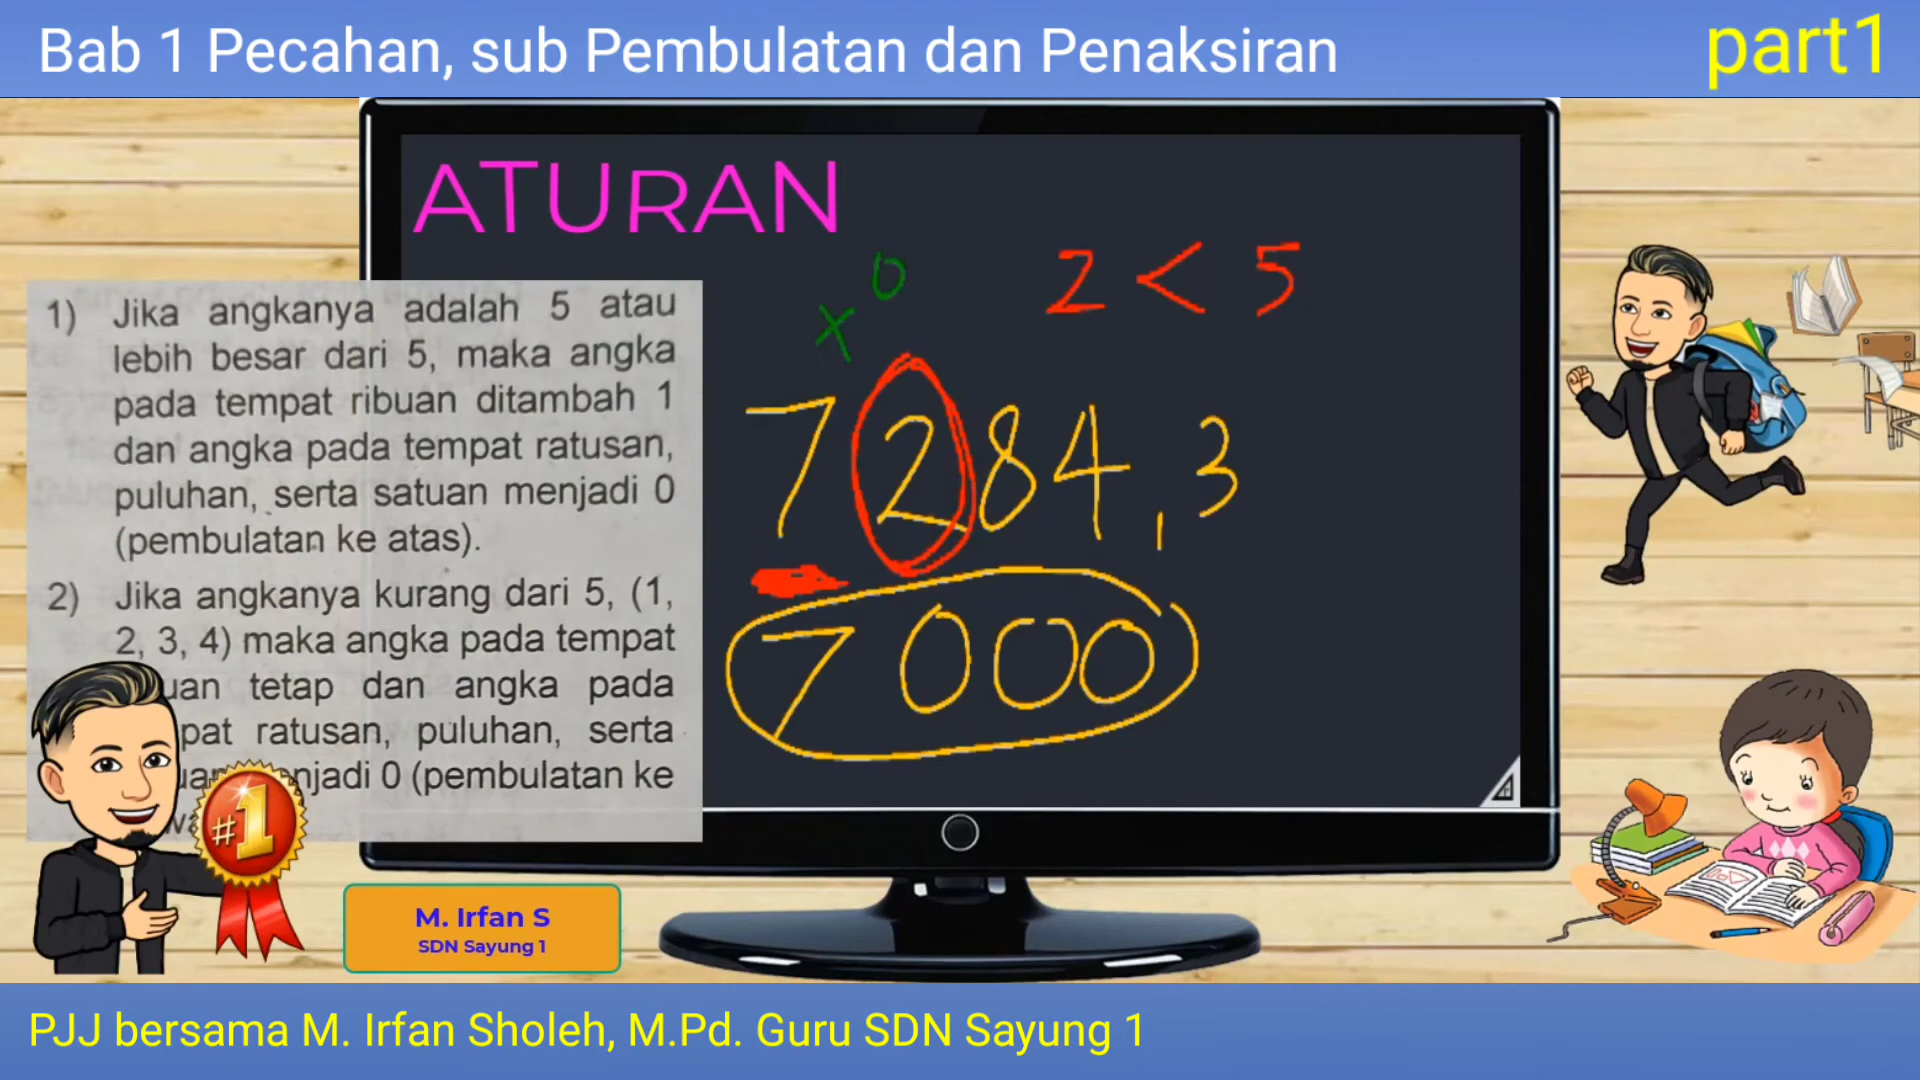 Bab 1 Pecahan, sub Pembulatan dan Penaksiran
part1
ATURAN
1) Jika angkanya adalah 5 atau
lebih besar dari 5, maka angka
pada tempat ribuan ditambah 1
dan angka pada tempat ratusan,
puluhan, serta satuan menjadi 0
(pembulatan ke atas).
2) Jika angkanya kurang dari 5, (1,
2, 3, 4) maka angka pada tempat
tetap dan angka pada
ratusan, puluhan, serta
0 (pembulatan ke
x 0
2 < 5
7284,3
7000
#1
M. Irfan S
SDN Sayung 1
PJJ bersama M. Irfan Sholeh, M.Pd. Guru SDN Sayung 1